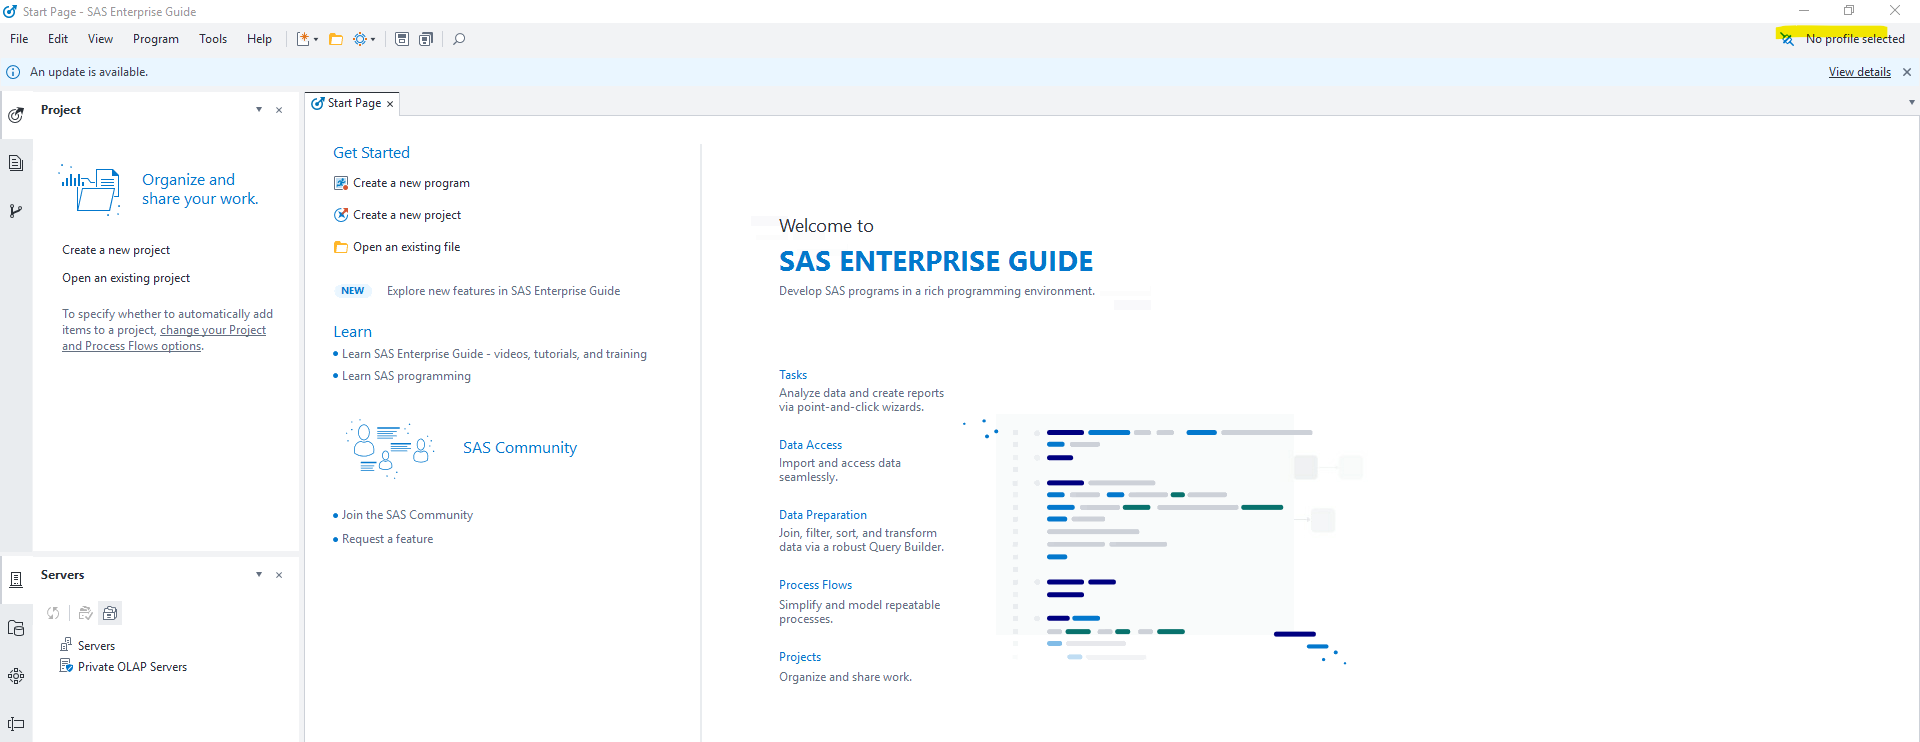 Start Page - SAS Enterprise Guide
File Edit View Program Tools Help
No profile selected
An update is available.
View details
Project
Organize and
share your work.
Create a new project
Open an existing project
To specify whether to automatically add
items to a project, change your Project
and Process Flows options.
Servers
Servers
Private OLAP Servers
Start Page
Get Started
Create a new program
Create a new project
Open an existing file
NEW Explore new features in SAS Enterprise Guide
Learn
Learn SAS Enterprise Guide - videos, tutorials, and training
Learn SAS programming
SAS Community
Join the SAS Community
Request a feature
Welcome to
SAS ENTERPRISE GUIDE
Develop SAS programs in a rich programming environment.
Tasks
Analyze data and create reports
via point-and-click wizards.
Data Access
Import and access data
seamlessly.
Data Preparation
Join, filter, sort, and transform
data via a robust Query Builder.
Process Flows
Simplify and model repeatable
processes.
Projects
Organize and share work.